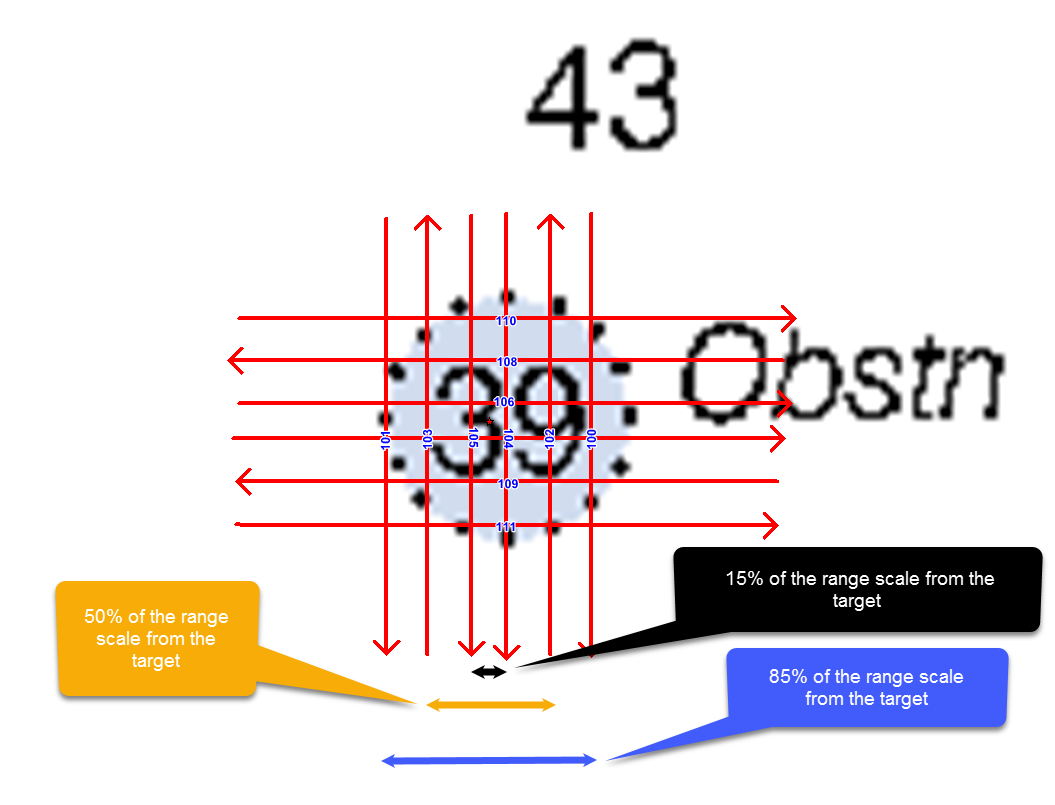 43
110
108
Obstn
106
39
101
103
105
104
102
100
109
111
15% of the range scale from the
target
50% of the range
scale from the
target
85% of the range scale
from the target